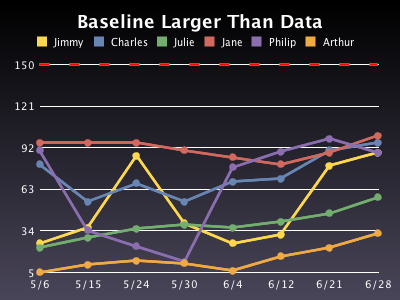 Baseline Larger Than Data
Jimmy Charles Julie Jane Philip Arthur
150
121
92
63
34
5
5/6 5/15 5/24 5/30 6/4 6/12 6/21 6/28